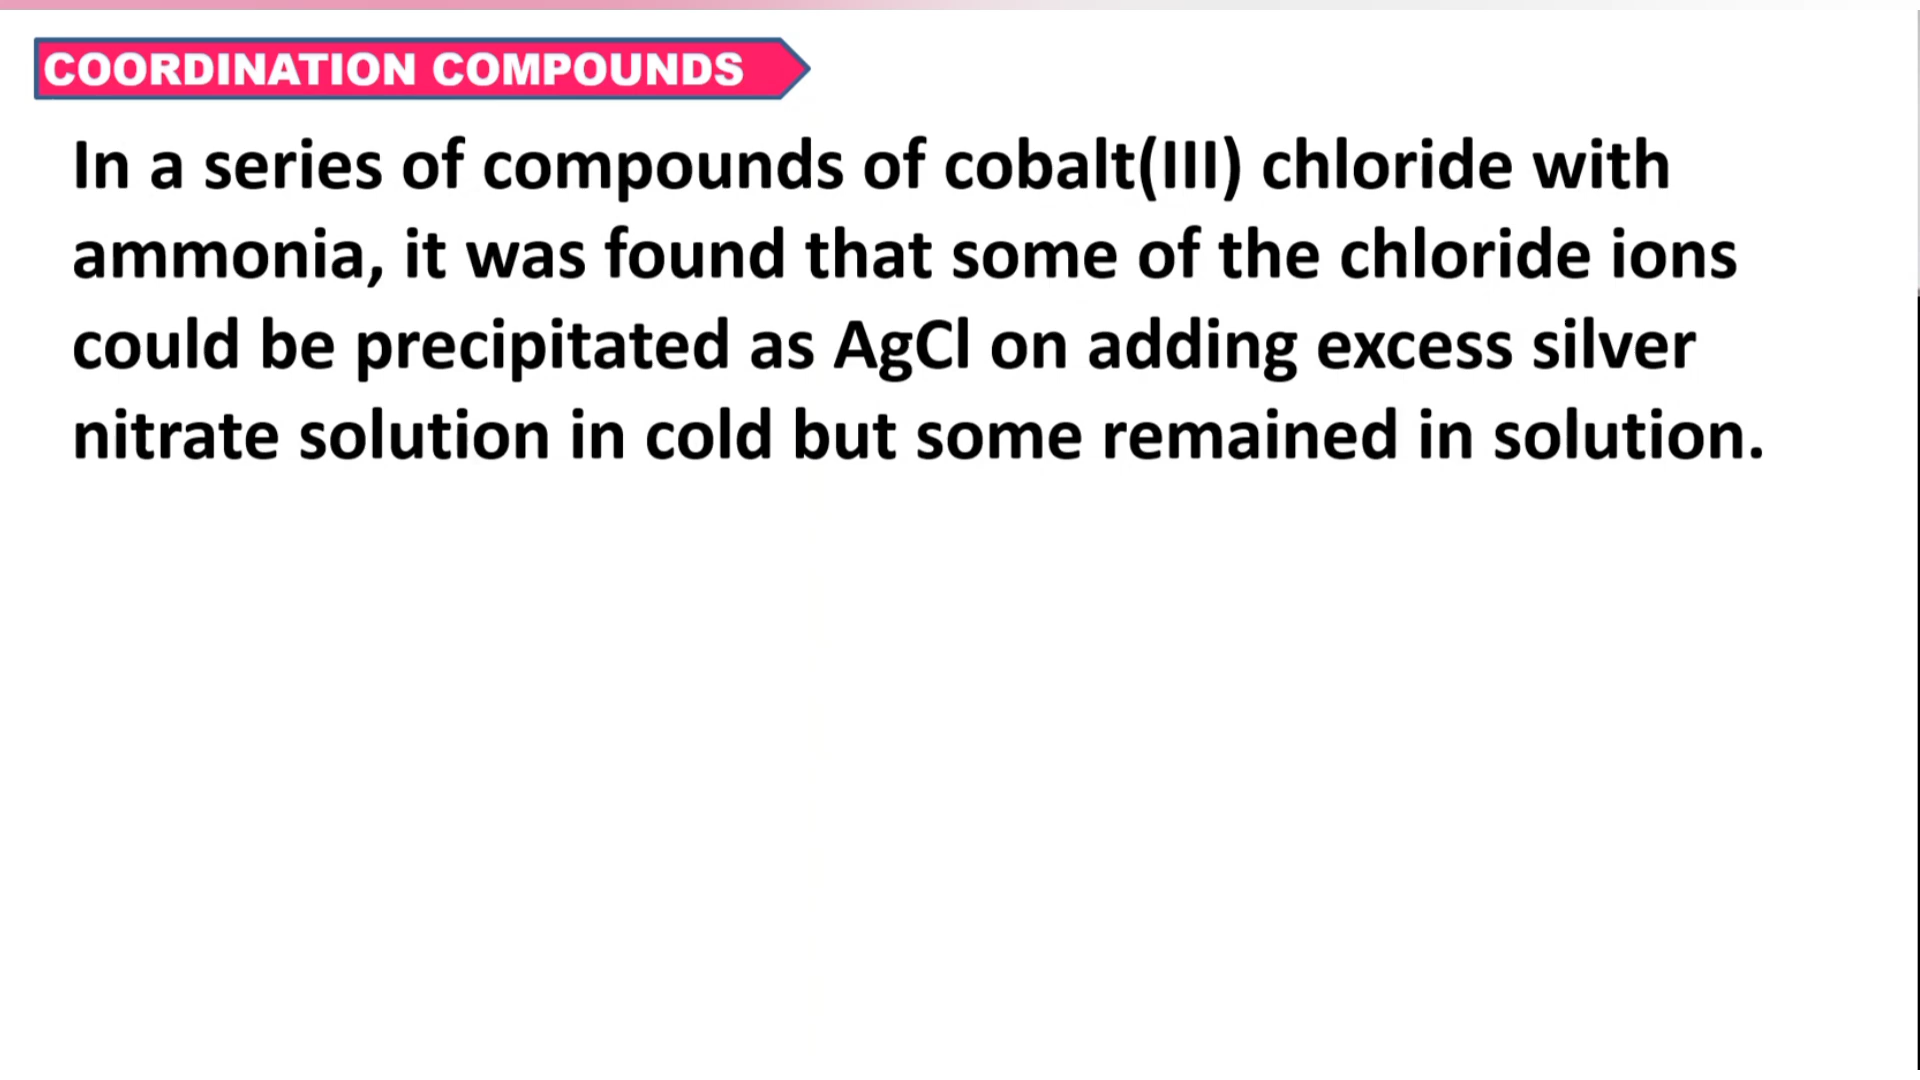 COORDINATION COMPOUNDS
In a series of compounds of cobalt(III) chloride with
ammonia, it was found that some of the chloride ions
could be precipitated as AgCl on adding excess silver
nitrate solution in cold but some remained in solution.